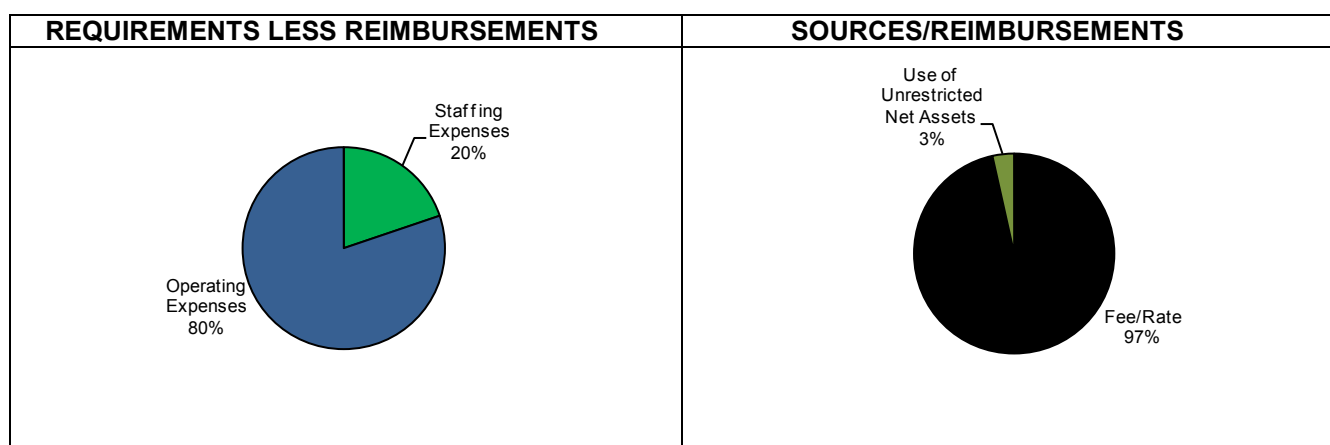 REQUIREMENTS LESS REIMBURSEMENTS
Staffing
Expenses
20%
Operating
Expenses
80%
SOURCES/REIMBURSEMENTS
Use of
Unrestricted
Net Assets
3%
Fee/Rate
97%